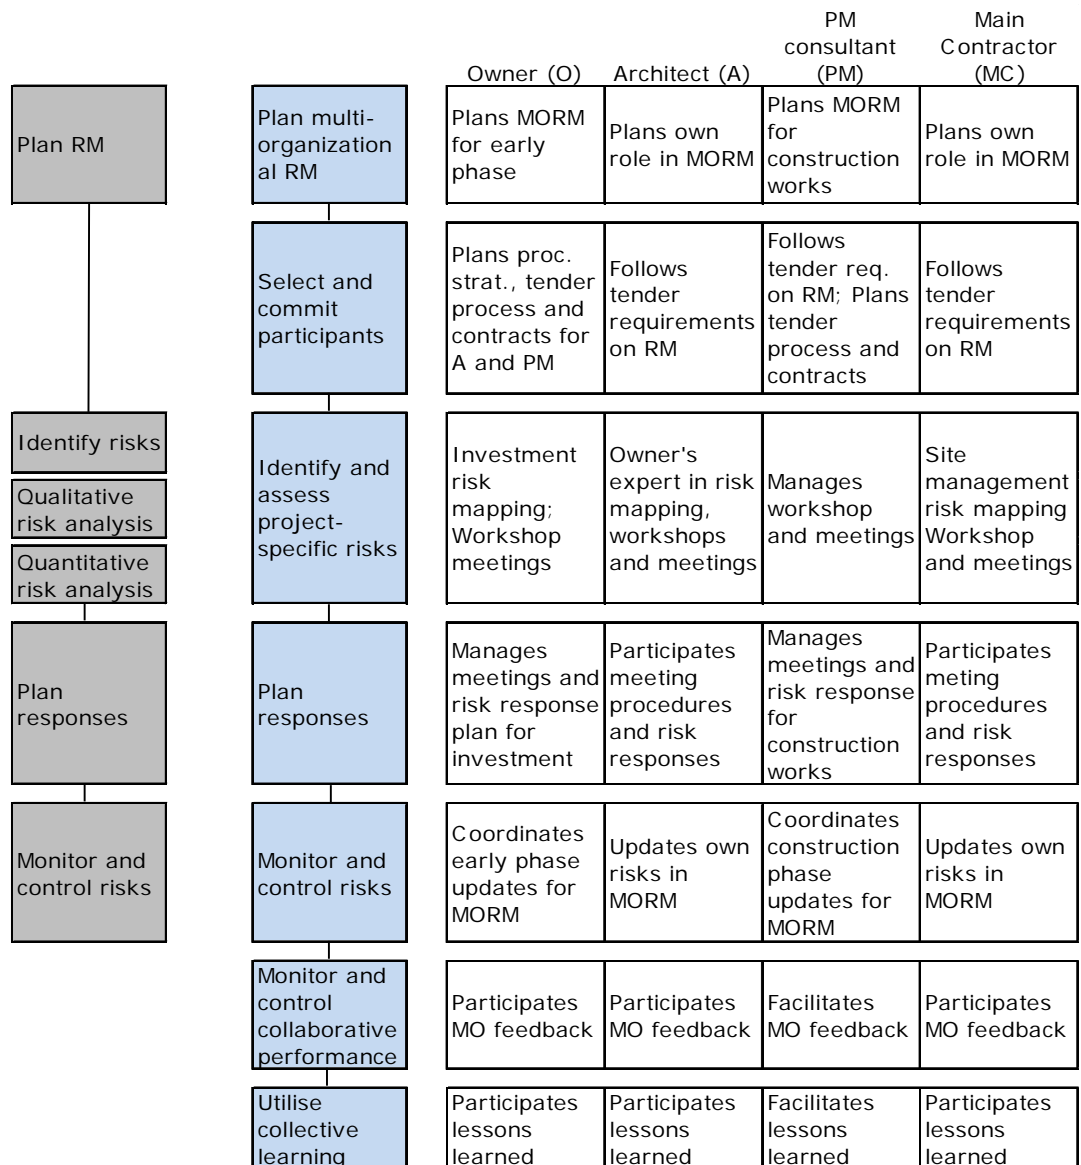 Owner (O)
Architect (A)
PM
consultant
(PM)
Main
Contractor
(MC)
Plan RM
Plan multi-
organization
al RM
Plans MORM
for early
phase
Plans own
role in MORM
Plans MORM
for
construction
works
Plans own
role in MORM
Select and
commit
participants
Plans proc.
strat., tender
process and
contracts for
A and PM
Follows
tender
requirements
on RM
Follows
tender req.
on RM; Plans
tender
process and
contracts
Follows
tender
requirements
on RM
Identify risks
Qualitative
risk analysis
Quantitative
risk analysis
Identify and
assess
project-
specific risks
Investment
risk
mapping;
Workshop
meetings
Owner's
expert in risk
mapping,
workshops
and meetings
Manages
workshop
and meetings
Site
management
risk mapping
Workshop
and meetings
Plan
responses
Plan
responses
Manages
meetings and
risk response
plan for
investment
Participates
meeting
procedures
and risk
responses
Manages
meetings and
risk response
for
construction
works
Participates
meting
procedures
and risk
responses
Monitor and
control risks
Monitor and
control risks
Coordinates
early phase
updates for
MORM
Updates own
risks in
MORM
Coordinates
construction
phase
updates for
MORM
Updates own
risks in
MORM
Monitor and
control
collaborative
performance
Participates
MO feedback
Participates
MO feedback
Facilitates
MO feedback
Participates
MO feedback
Utilise
collective
learning
Participates
lessons
learned
Participates
lessons
learned
Facilitates
lessons
learned
Participates
lessons
learned